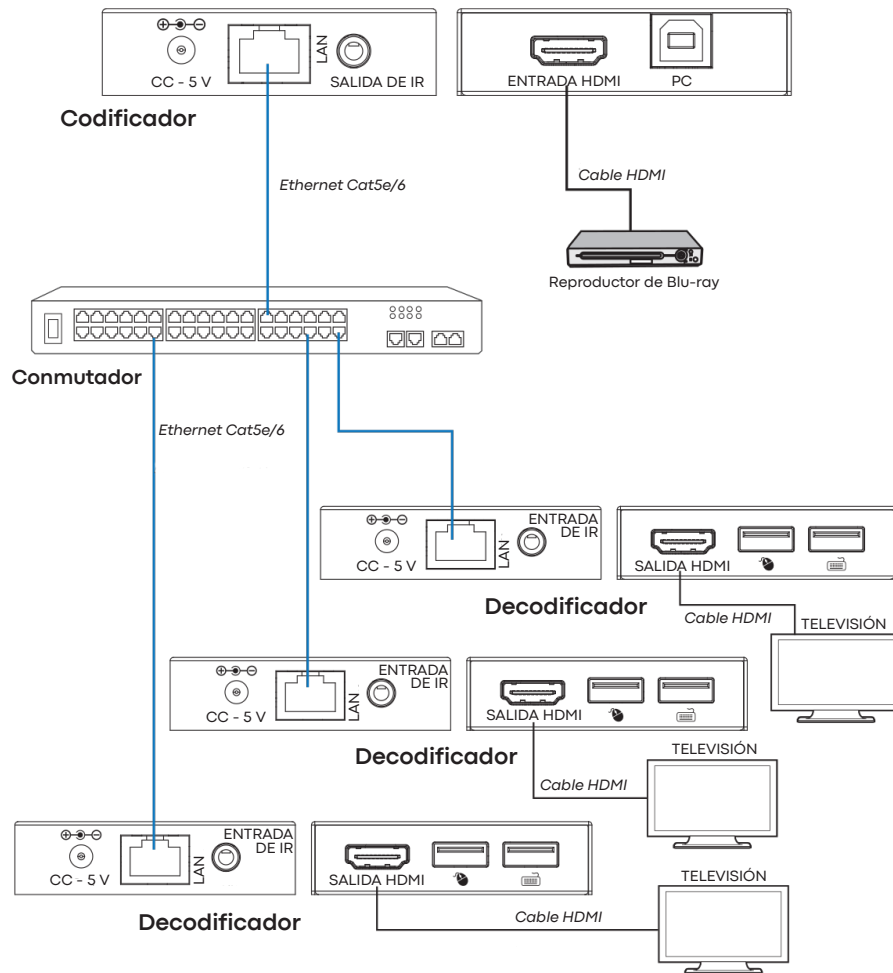 CC - 5 V
LAN
SALIDA DE IR
ENTRADA HDMI
PC
Codificador
Ethernet Cat5e/6
Cable HDMI
Reproductor de Blu-ray
Conmutador
Ethernet Cat5e/6
CC - 5 V
LAN
ENTRADA
DE IR
SALIDA HDMI
Decodificador
Cable HDMI
TELEVISIÓN
CC - 5 V
LAN
ENTRADA
DE IR
SALIDA HDMI
Decodificador
Cable HDMI
TELEVISIÓN
CC - 5 V
LAN
ENTRADA
DE IR
SALIDA HDMI
Decodificador
Cable HDMI
TELEVISIÓN